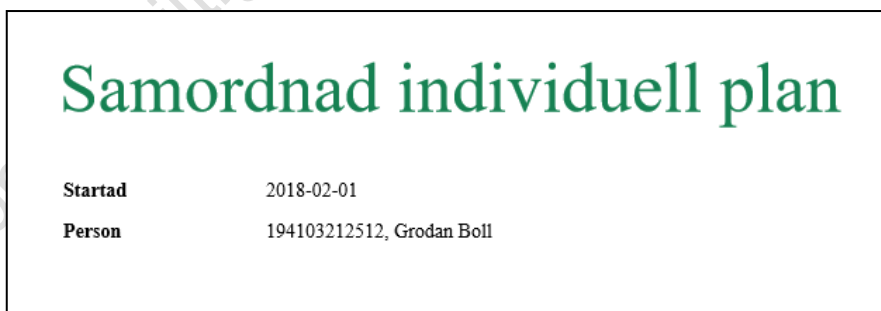 Samordnad individuell plan
Startad 2018-02-01
Person 194103212512, Grodan Boll